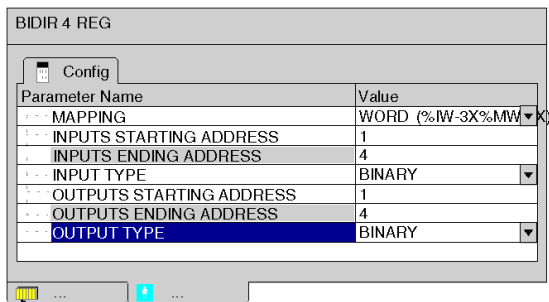 BIDIR 4 REG
Config
Parameter Name Value
MAPPING WORD (%IW-3X%MW X)
INPUTS STARTING ADDRESS 1
INPUTS ENDING ADDRESS 4
INPUT TYPE BINARY
OUTPUTS STARTING ADDRESS 1
OUTPUTS ENDING ADDRESS 4
OUTPUT TYPE BINARY
... ...